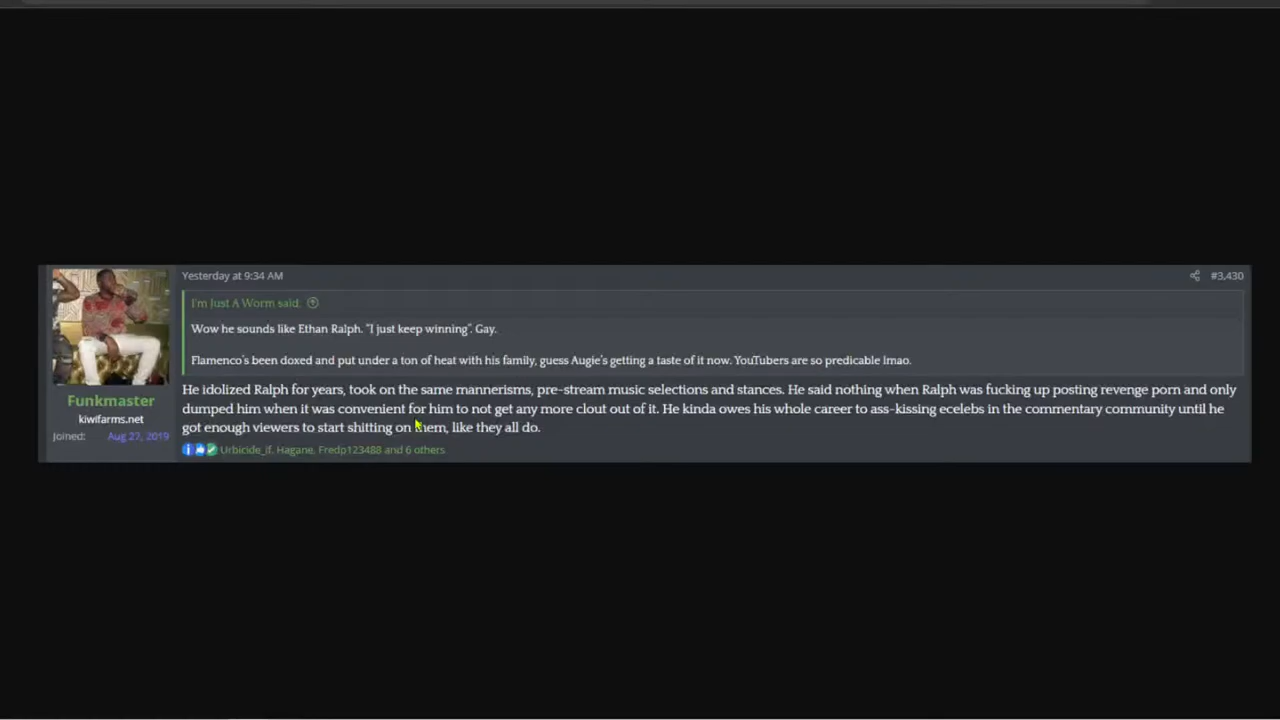 Yesterday at 9:34 AM
#3,430
I'm Just A Worm said:
Wow he sounds like Ethan Ralph. "I just keep winning". Gay.
Flamenco's been doxed and put under a ton of heat with his family, guess Augie's getting a taste of it now. YouTubers are so predicable lmao.
Funkmaster
kiwifarms.net
Joined: Aug 27, 2019
He idolized Ralph for years, took on the same mannerisms, pre-stream music selections and stances. He said nothing when Ralph was fucking up posting revenge porn and only
dumped him when it was convenient for him to not get any more clout out of it. He kinda owes his whole career to ass-kissing ecelebs in the commentary community until he
got enough viewers to start shitting on them, like they all do.
Urbicide_if, Hagane, Fredp123488 and 6 others